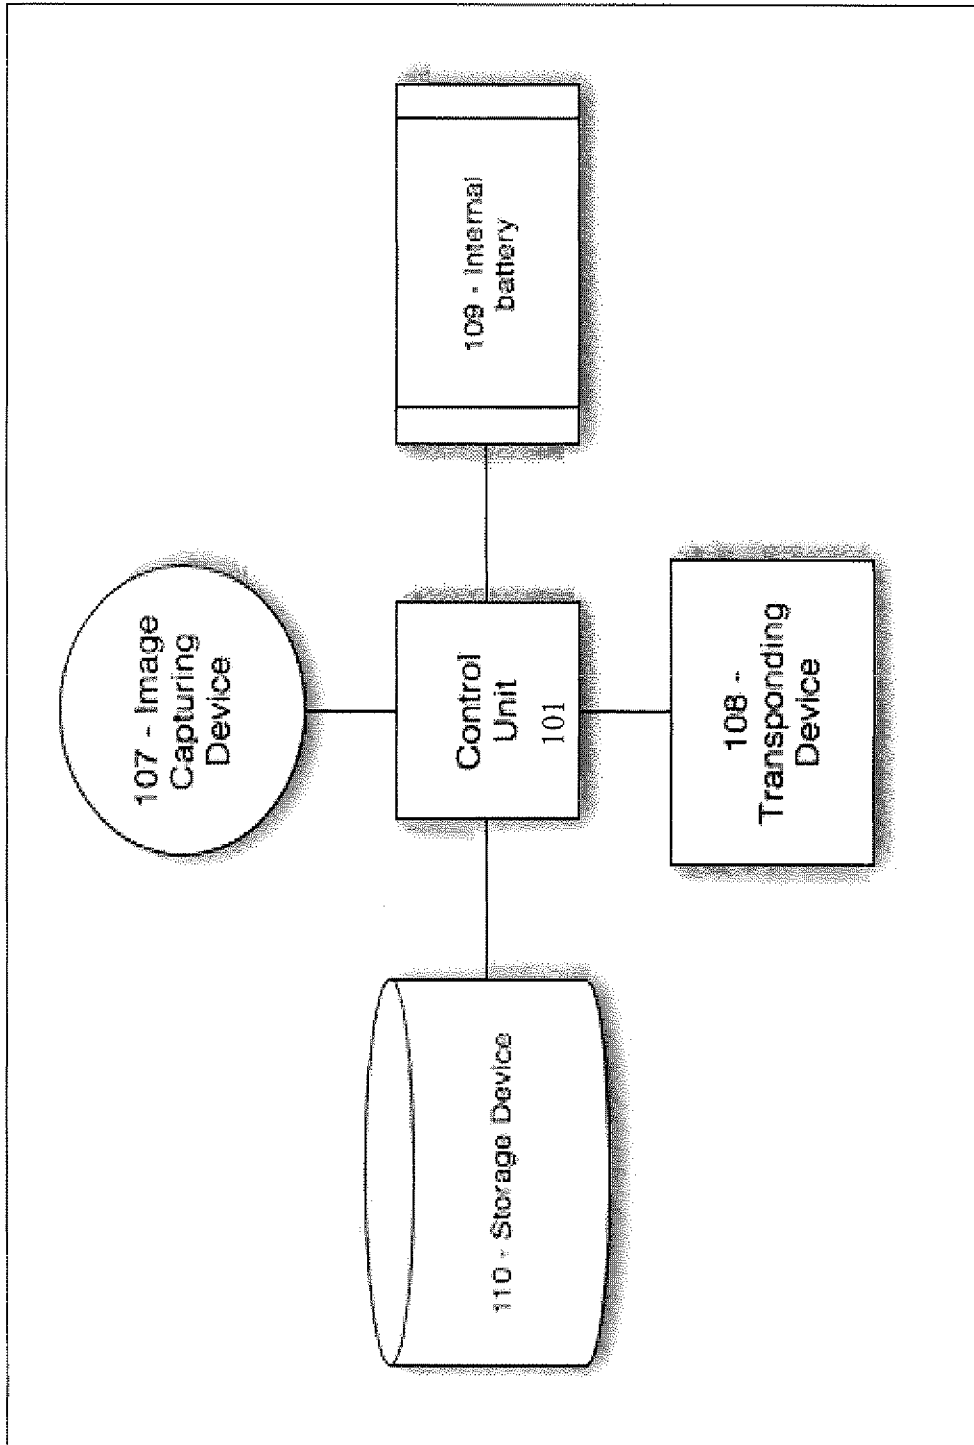 107 - Image
Capturing
Device
110 - Storage Device
Control
Unit
101
109 - Internal
battery
108 -
Transponding
Device